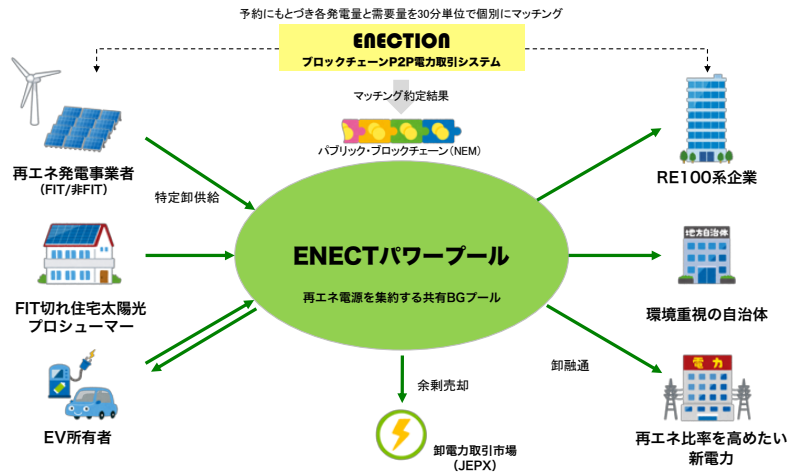 予約にもとづき各発電量と需要量を30分単位で個別にマッチング
ENECTION
ブロックチェーンP2P電力取引システム
マッチング約定結果
パブリック・ブロックチェーン(NEM)
再エネ発電事業者
(FIT/非FIT)
特定卸供給
RE100系企業
ENECTパワープール
再エネ電源を集約する共有BGプール
FIT切れ住宅太陽光
プロシューマー
地方自治体
環境重視の自治体
EV所有者
余剰売却
卸電力取引市場
(JEPX)
卸融通
電力
再エネ比率を高めたい
新電力